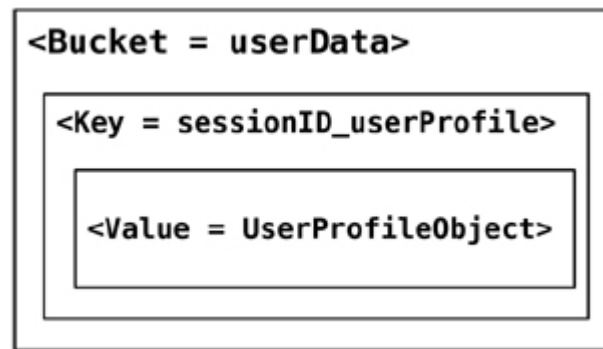 <Bucket = userData>
<Key = sessionID_userProfile>
<Value = UserProfileObject>